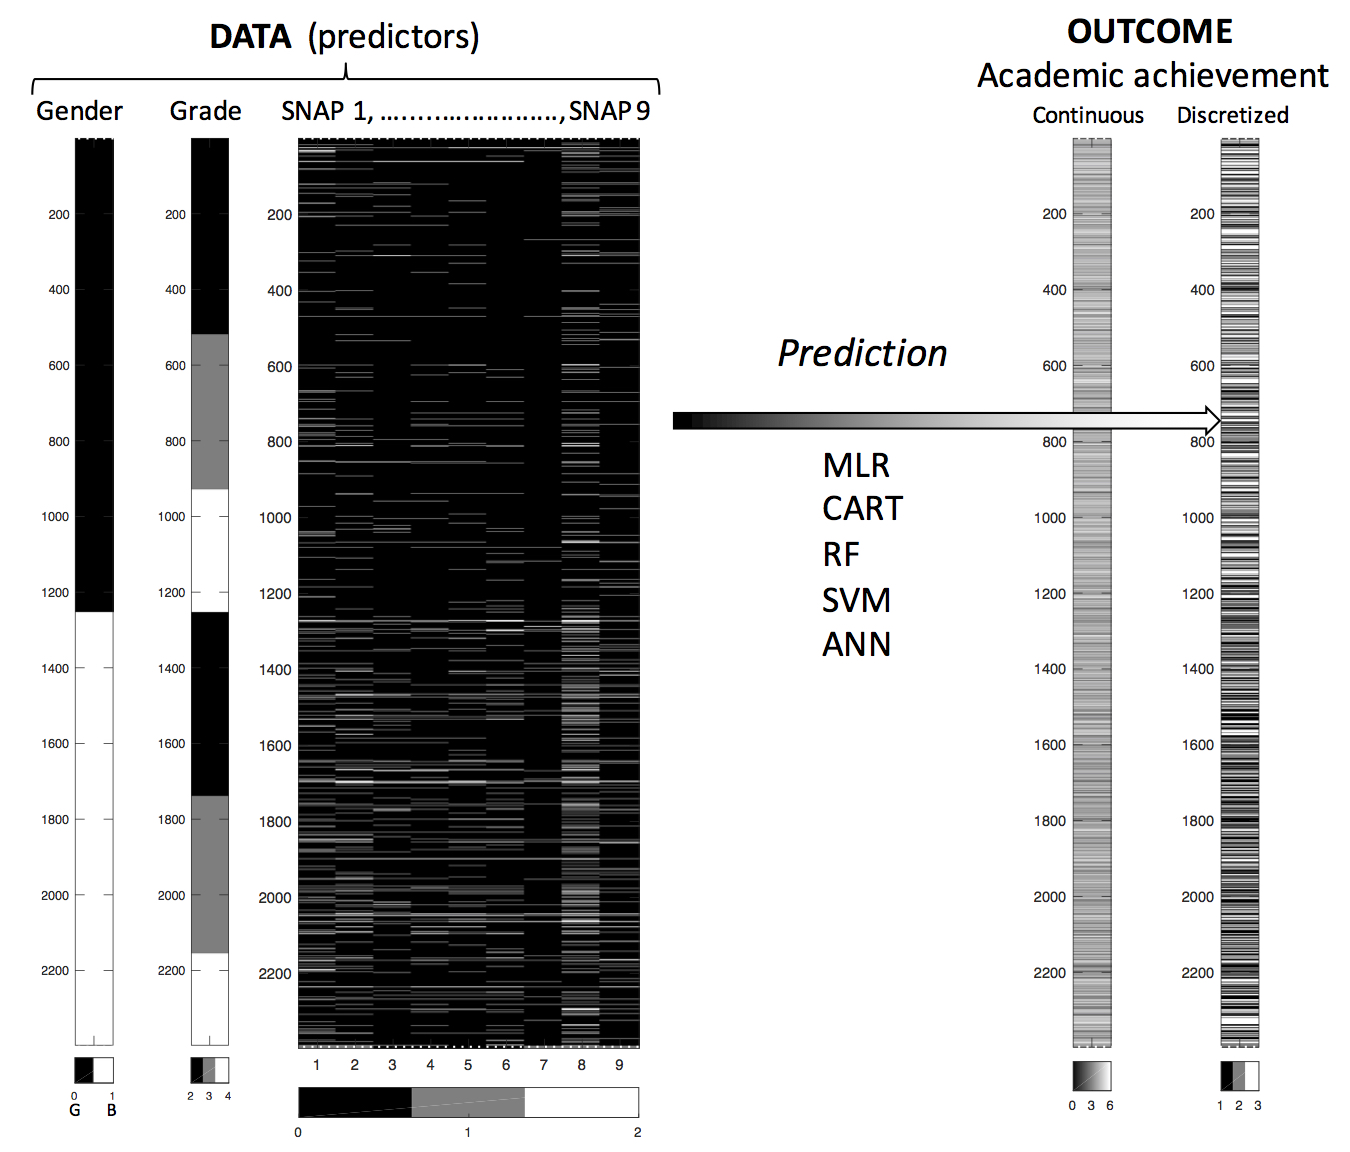 DATA (predictors)
OUTCOME
Academic achievement
Gender
Grade
SNAP 1, ................................, SNAP 9
Continuous
Discretized
200
400
600
800
1000
1200
1400
1600
1800
2000
2200
0
1
G
B
200
400
600
800
1000
1200
1400
1600
1800
2000
2200
2 3 4
200
400
600
800
1000
1200
1400
1600
1800
2000
2200
1 2 3 4 5 6 7 8 9
0 1 2
Prediction
MLR
CART
RF
SVM
ANN
200
400
600
800
1000
1200
1400
1600
1800
2000
2200
0 3 6
200
400
600
800
1000
1200
1400
1600
1800
2000
2200
1 2 3